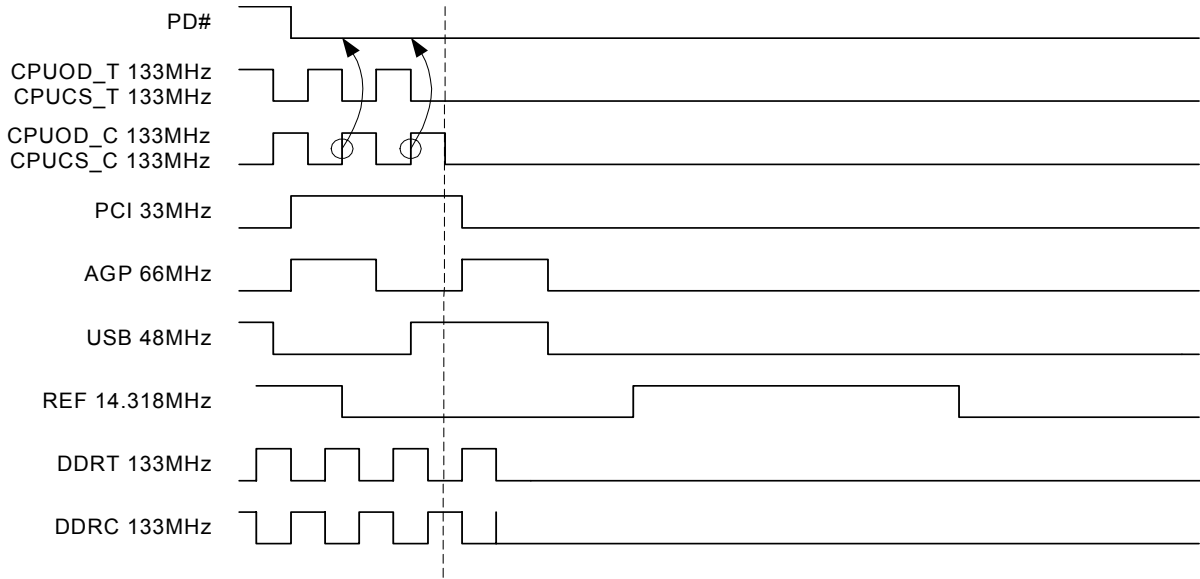 PD#
CPUOD_T 133MHz
CPUCS_T 133MHz
CPUOD_C 133MHz
CPUCS_C 133MHz
PCI 33MHz
AGP 66MHz
USB 48MHz
REF 14.318MHz
DDRT 133MHz
DDRC 133MHz